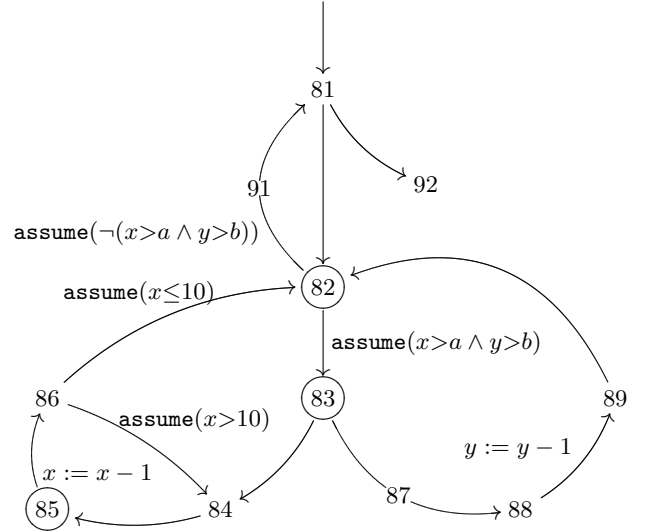 81
92
91
assume(¬(x>a ∧ y>b))
82
assume(x≤10)
assume(x>a ∧ y>b)
86
83
89
assume(x>10)
y := y − 1
x := x − 1
87
85
84
88